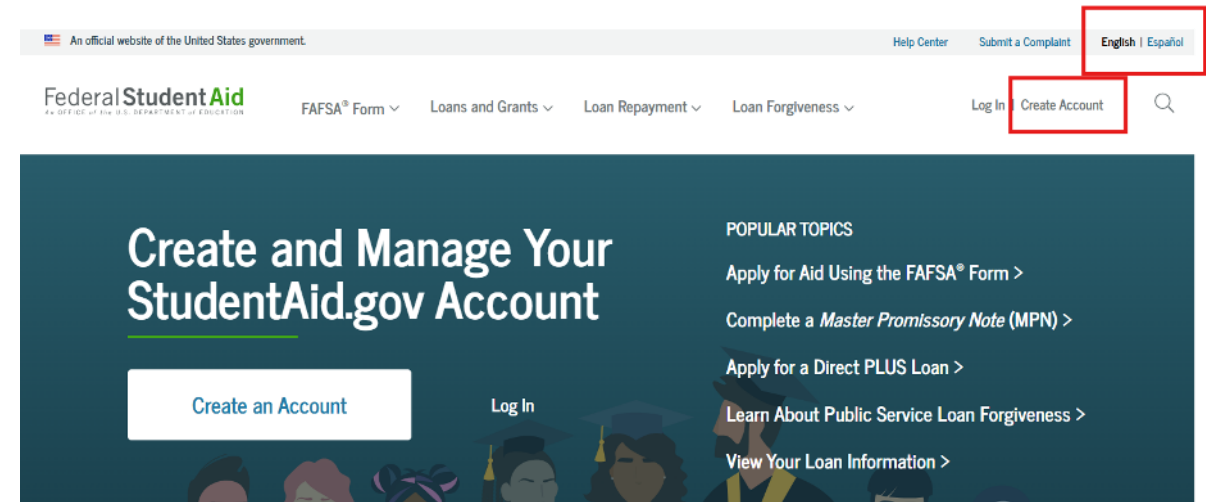 An official website of the United States government.
Help Center Submit a Complaint English | Español
Federal Student Aid
An OFFICE of the U.S. DEPARTMENT of EDUCATION
FAFSA® Form Loans and Grants Loan Repayment Loan Forgiveness
Log In | Create Account
Create and Manage Your
StudentAid.gov Account
Create an Account
Log In
POPULAR TOPICS
Apply for Aid Using the FAFSA® Form >
Complete a Master Promissory Note (MPN) >
Apply for a Direct PLUS Loan >
Learn About Public Service Loan Forgiveness >
View Your Loan Information >